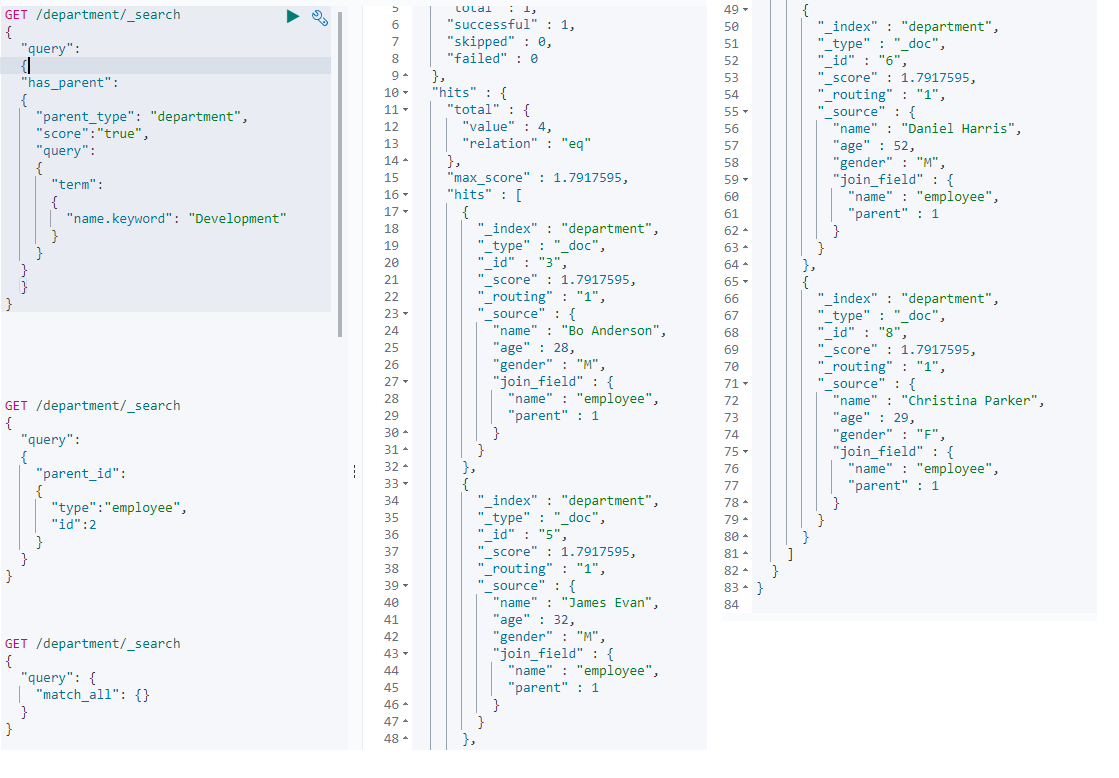 GET /department/_search
{
"query":
{
"has_parent":
{
"parent_type": "department",
"score":"true",
"query":
{
"term":
{
"name.keyword": "Development"
}
}
}
}
}
GET /department/_search
{
"query":
{
"parent_id":
{
"type":"employee",
"id":2
}
}
}
GET /department/_search
{
"query": {
"match_all": {}
}
}
5 "total" : 1,
6 "successful" : 1,
7 "skipped" : 0,
8 "failed" : 0
9 },
10 "hits" : {
11 "total" : {
12 "value" : 4,
13 "relation" : "eq"
14 },
15 "max_score" : 1.7917595,
16 "hits" : [
17 {
18 "_index" : "department",
19 "_type" : "_doc",
20 "_id" : "3",
21 "_score" : 1.7917595,
22 "_routing" : "1",
23 "_source" : {
24 "name" : "Bo Anderson",
25 "age" : 28,
26 "gender" : "M",
27 "join_field" : {
28 "name" : "employee",
29 "parent" : 1
30 }
31 }
32 },
33 {
34 "_index" : "department",
35 "_type" : "_doc",
36 "_id" : "5",
37 "_score" : 1.7917595,
38 "_routing" : "1",
39 "_source" : {
40 "name" : "James Evan",
41 "age" : 32,
42 "gender" : "M",
43 "join_field" : {
44 "name" : "employee",
45 "parent" : 1
46 }
47 }
48 },
49 {
50 "_index" : "department",
51 "_type" : "_doc",
52 "_id" : "6",
53 "_score" : 1.7917595,
54 "_routing" : "1",
55 "_source" : {
56 "name" : "Daniel Harris",
57 "age" : 52,
58 "gender" : "M",
59 "join_field" : {
60 "name" : "employee",
61 "parent" : 1
62 }
63 }
64 },
65 {
66 "_index" : "department",
67 "_type" : "_doc",
68 "_id" : "8",
69 "_score" : 1.7917595,
70 "_routing" : "1",
71 "_source" : {
72 "name" : "Christina Parker",
73 "age" : 29,
74 "gender" : "F",
75 "join_field" : {
76 "name" : "employee",
77 "parent" : 1
78 }
79 }
80 }
81 ]
82 }
83 }
84